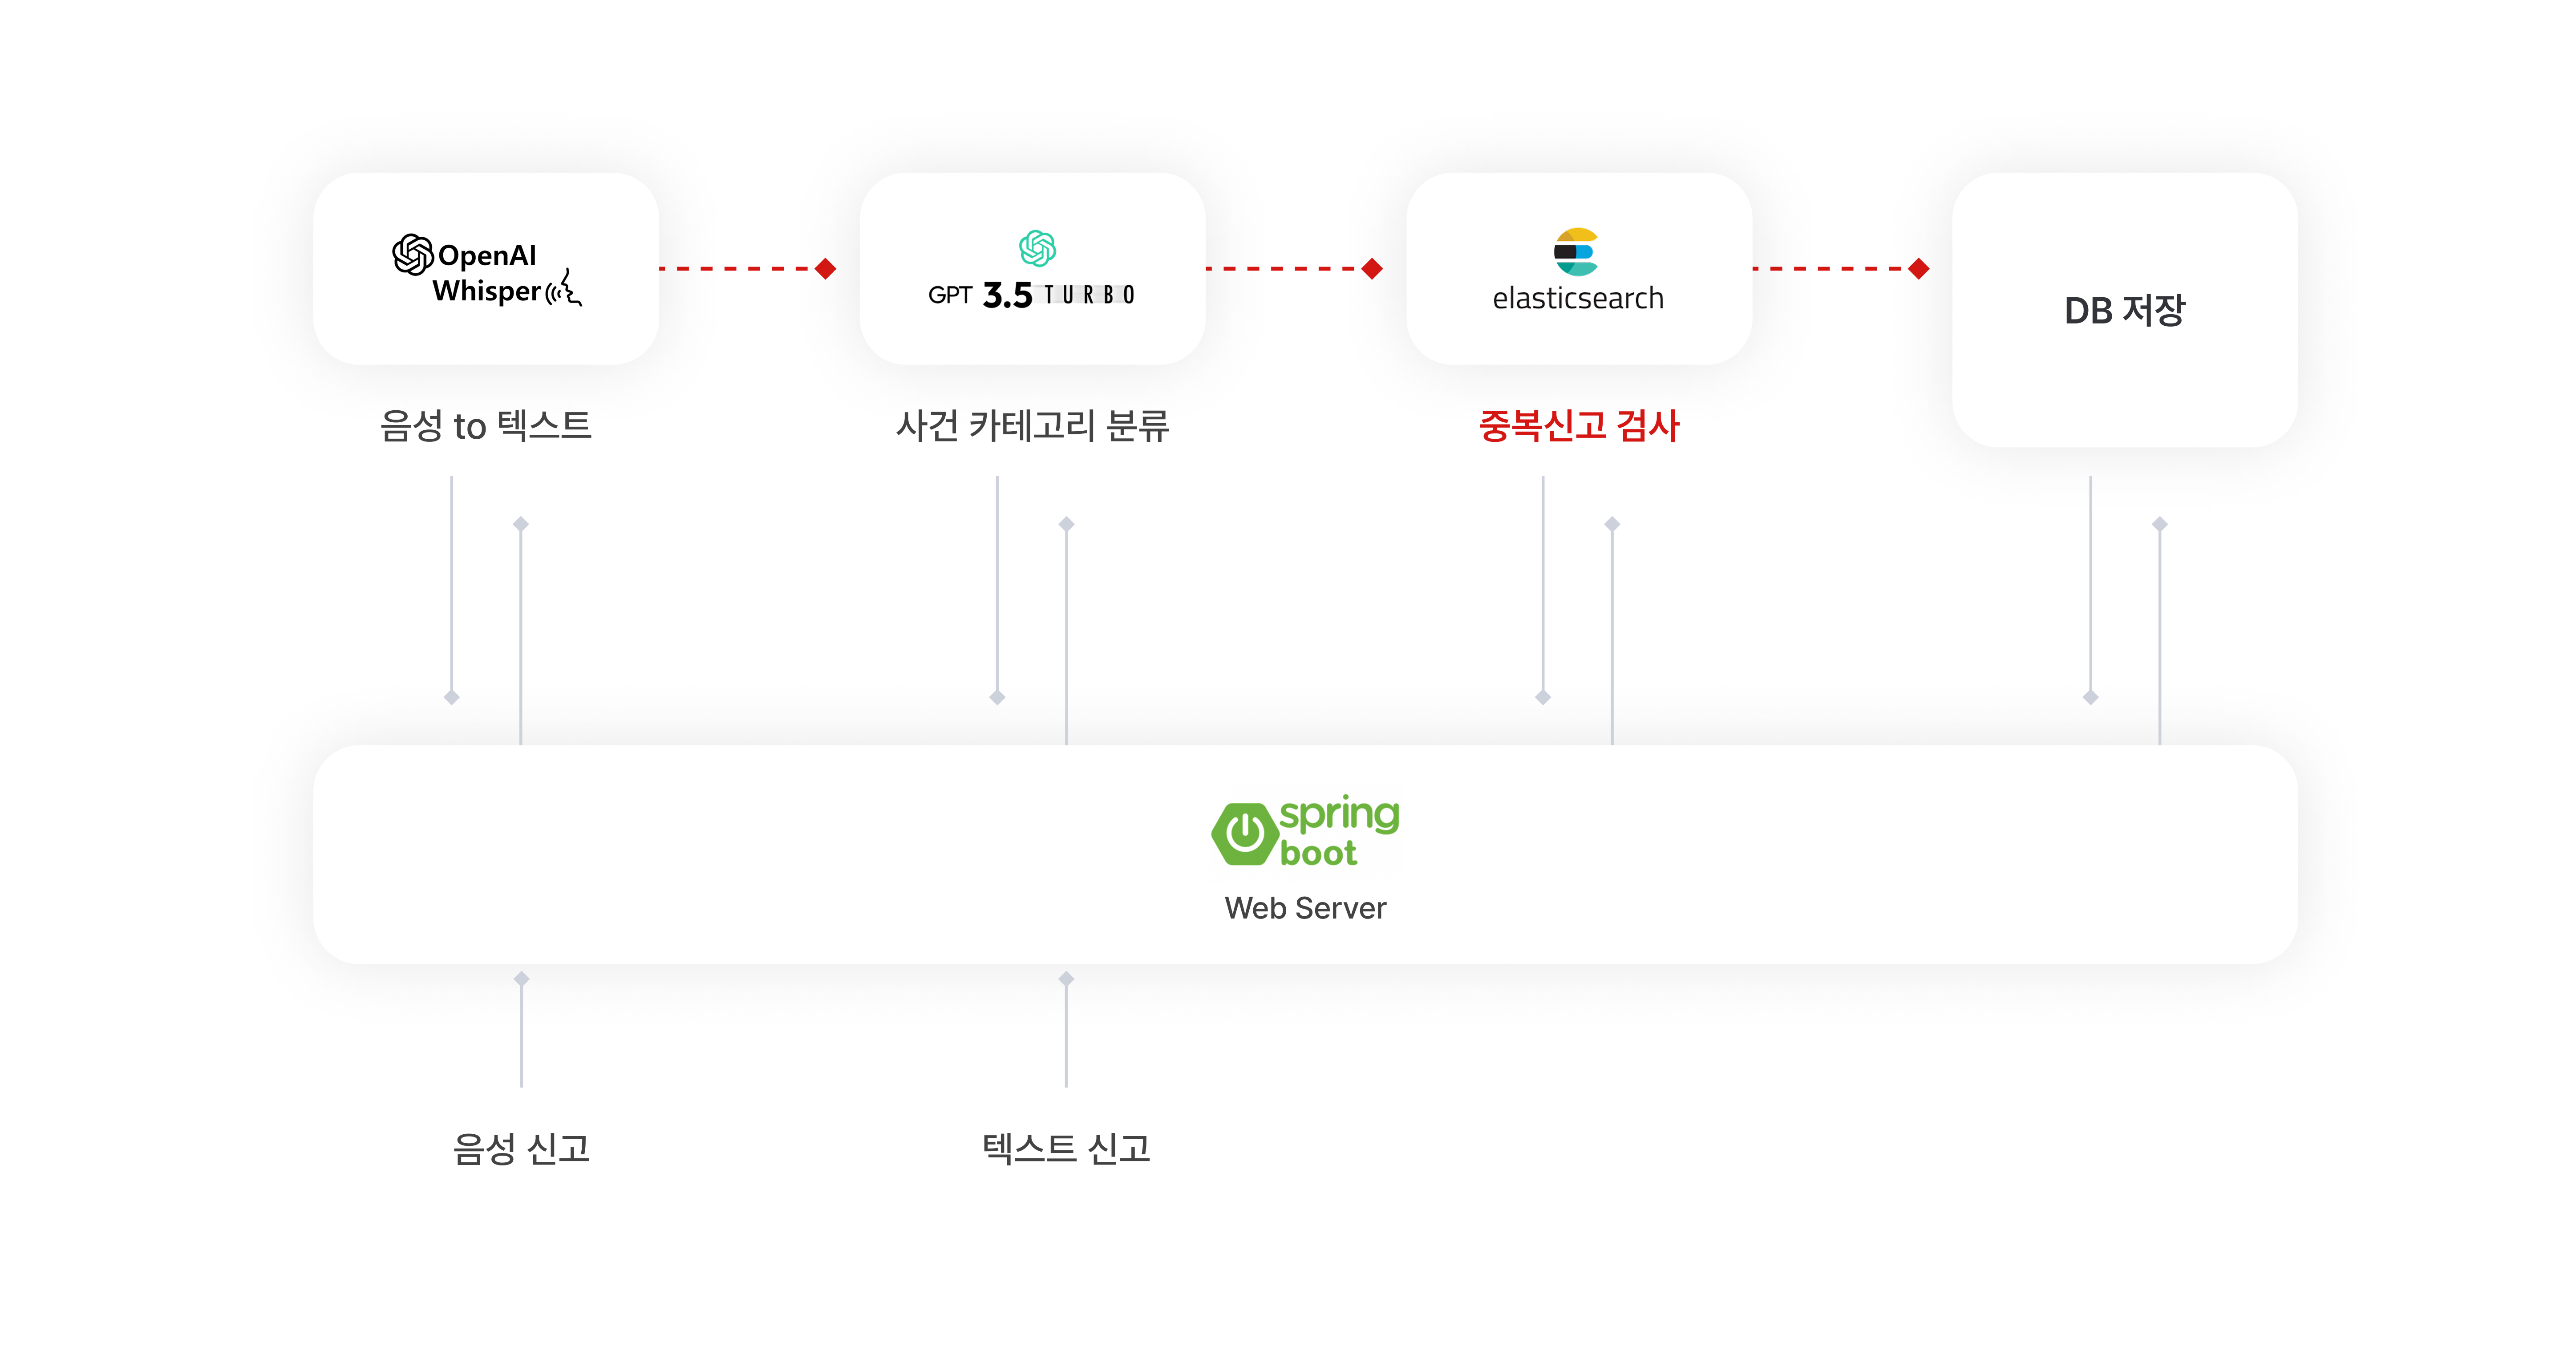 OpenAI
Whisper
GPT 3.5 TURBO
elasticsearch
DB 저장
음성 to 텍스트
사건 카테고리 분류
중복신고 검사
spring
boot
Web Server
음성 신고
텍스트 신고